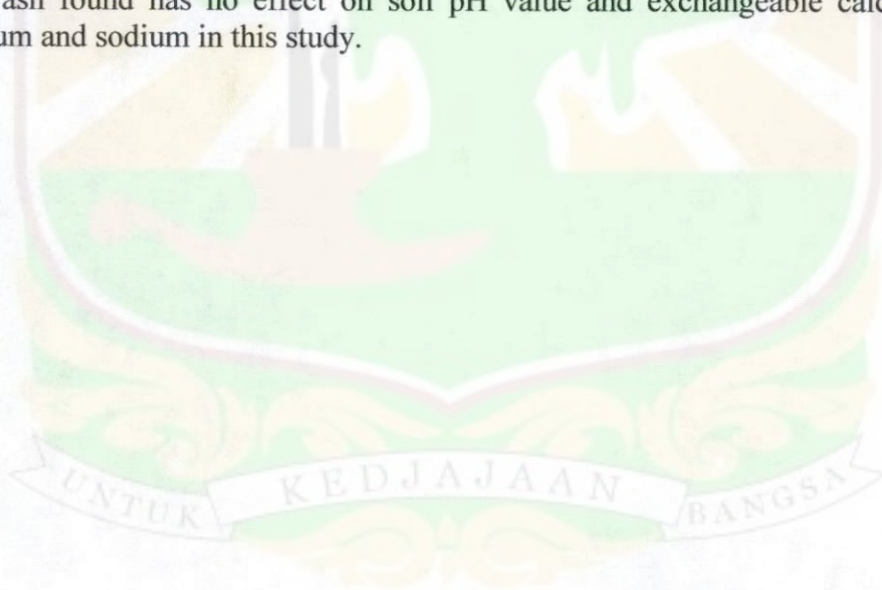 ash found has no effect on soil pH value and exchangeable
um and sodium in this study.
UNTUK KEDJAJAAN BANGSA